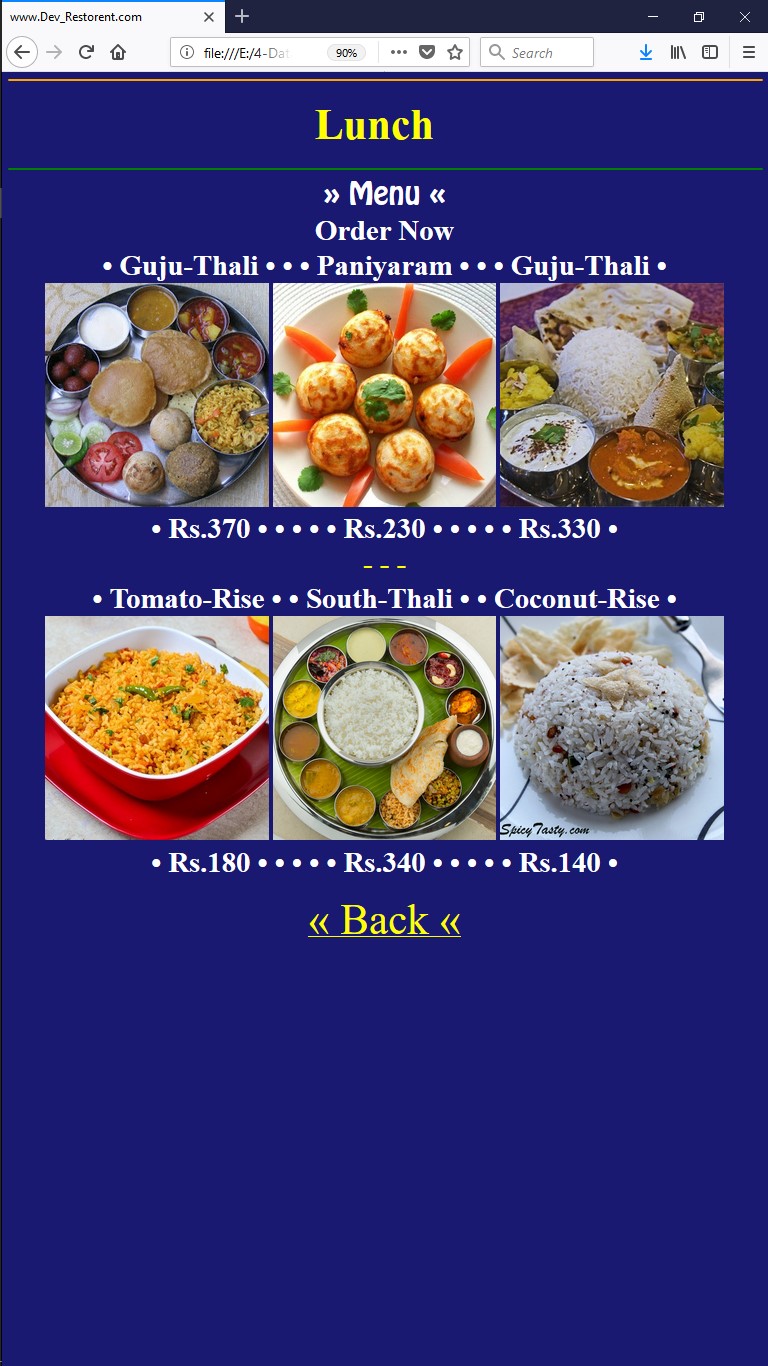 www.Dev_Restorent.com
file:///E:/4-Dat
90%
Search
Lunch
» Menu «
Order Now
• Guju-Thali • • • Paniyaram • • • Guju-Thali •
• Rs.370 • • • • • Rs.230 • • • • • Rs.330 •
- - -
• Tomato-Rise • • South-Thali • • Coconut-Rise •
SpicyTasty.com
• Rs.180 • • • • • Rs.340 • • • • • Rs.140 •
« Back «